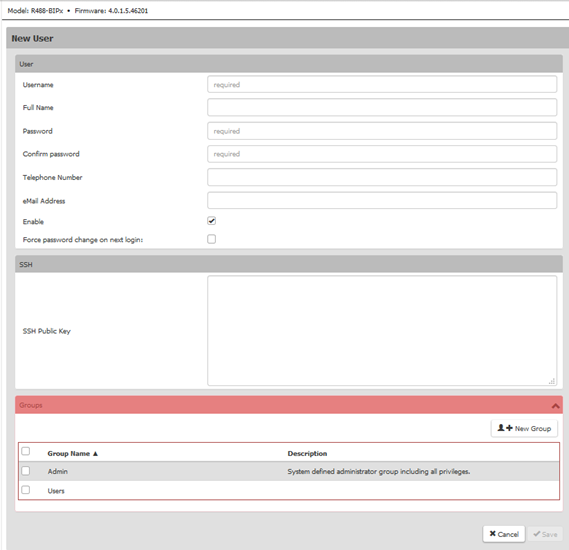 Model: R488-BIPx • Firmware: 4.0.1.5.46201
New User
User
Username required
Full Name
Password required
Confirm password required
Telephone Number
eMail Address
Enable
Force password change on next login:
SSH
SSH Public Key
Groups
New Group
Group Name ▲ Description
Admin System defined administrator group including all privileges.
Users
Cancel Save